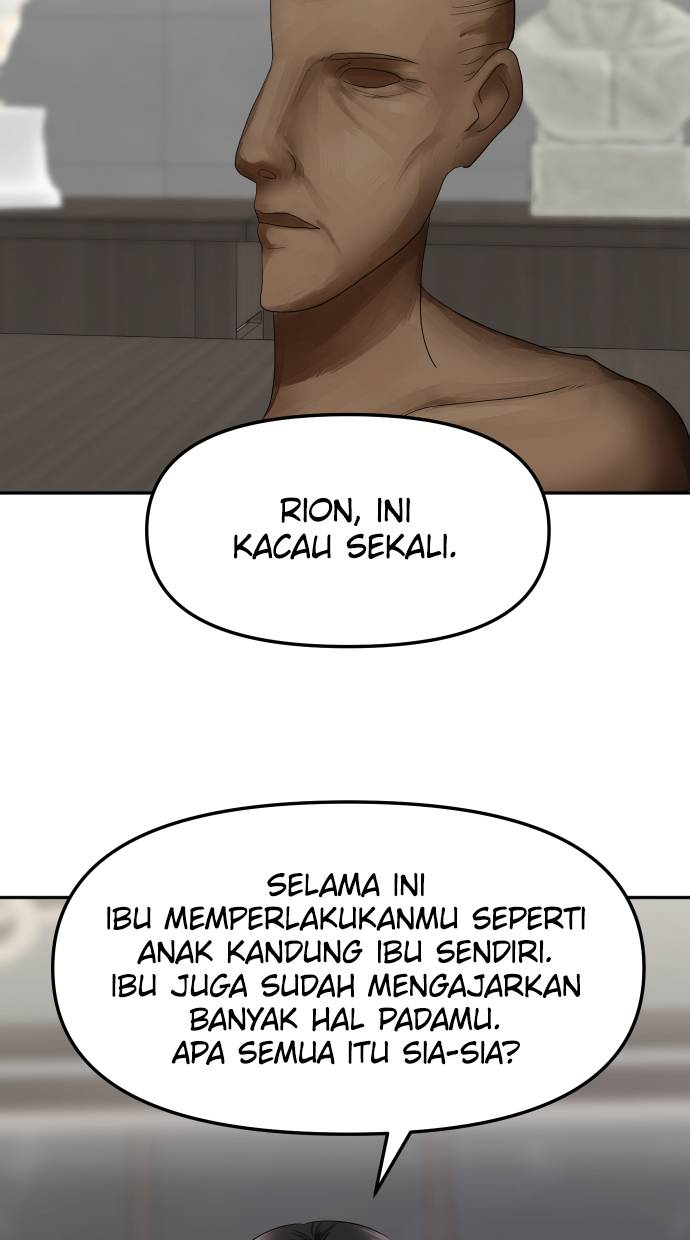 RION, INI
KACAU SEKALI.
SELAMA INI
IBU MEMPERLAKUKANMU SEPERTI
ANAK KANDUNG IBU SENDIRI.
IBU JUGA SUDAH MENGAJARKAN
BANYAK HAL PADAMU.
APA SEMUA ITU SIA-SIA?